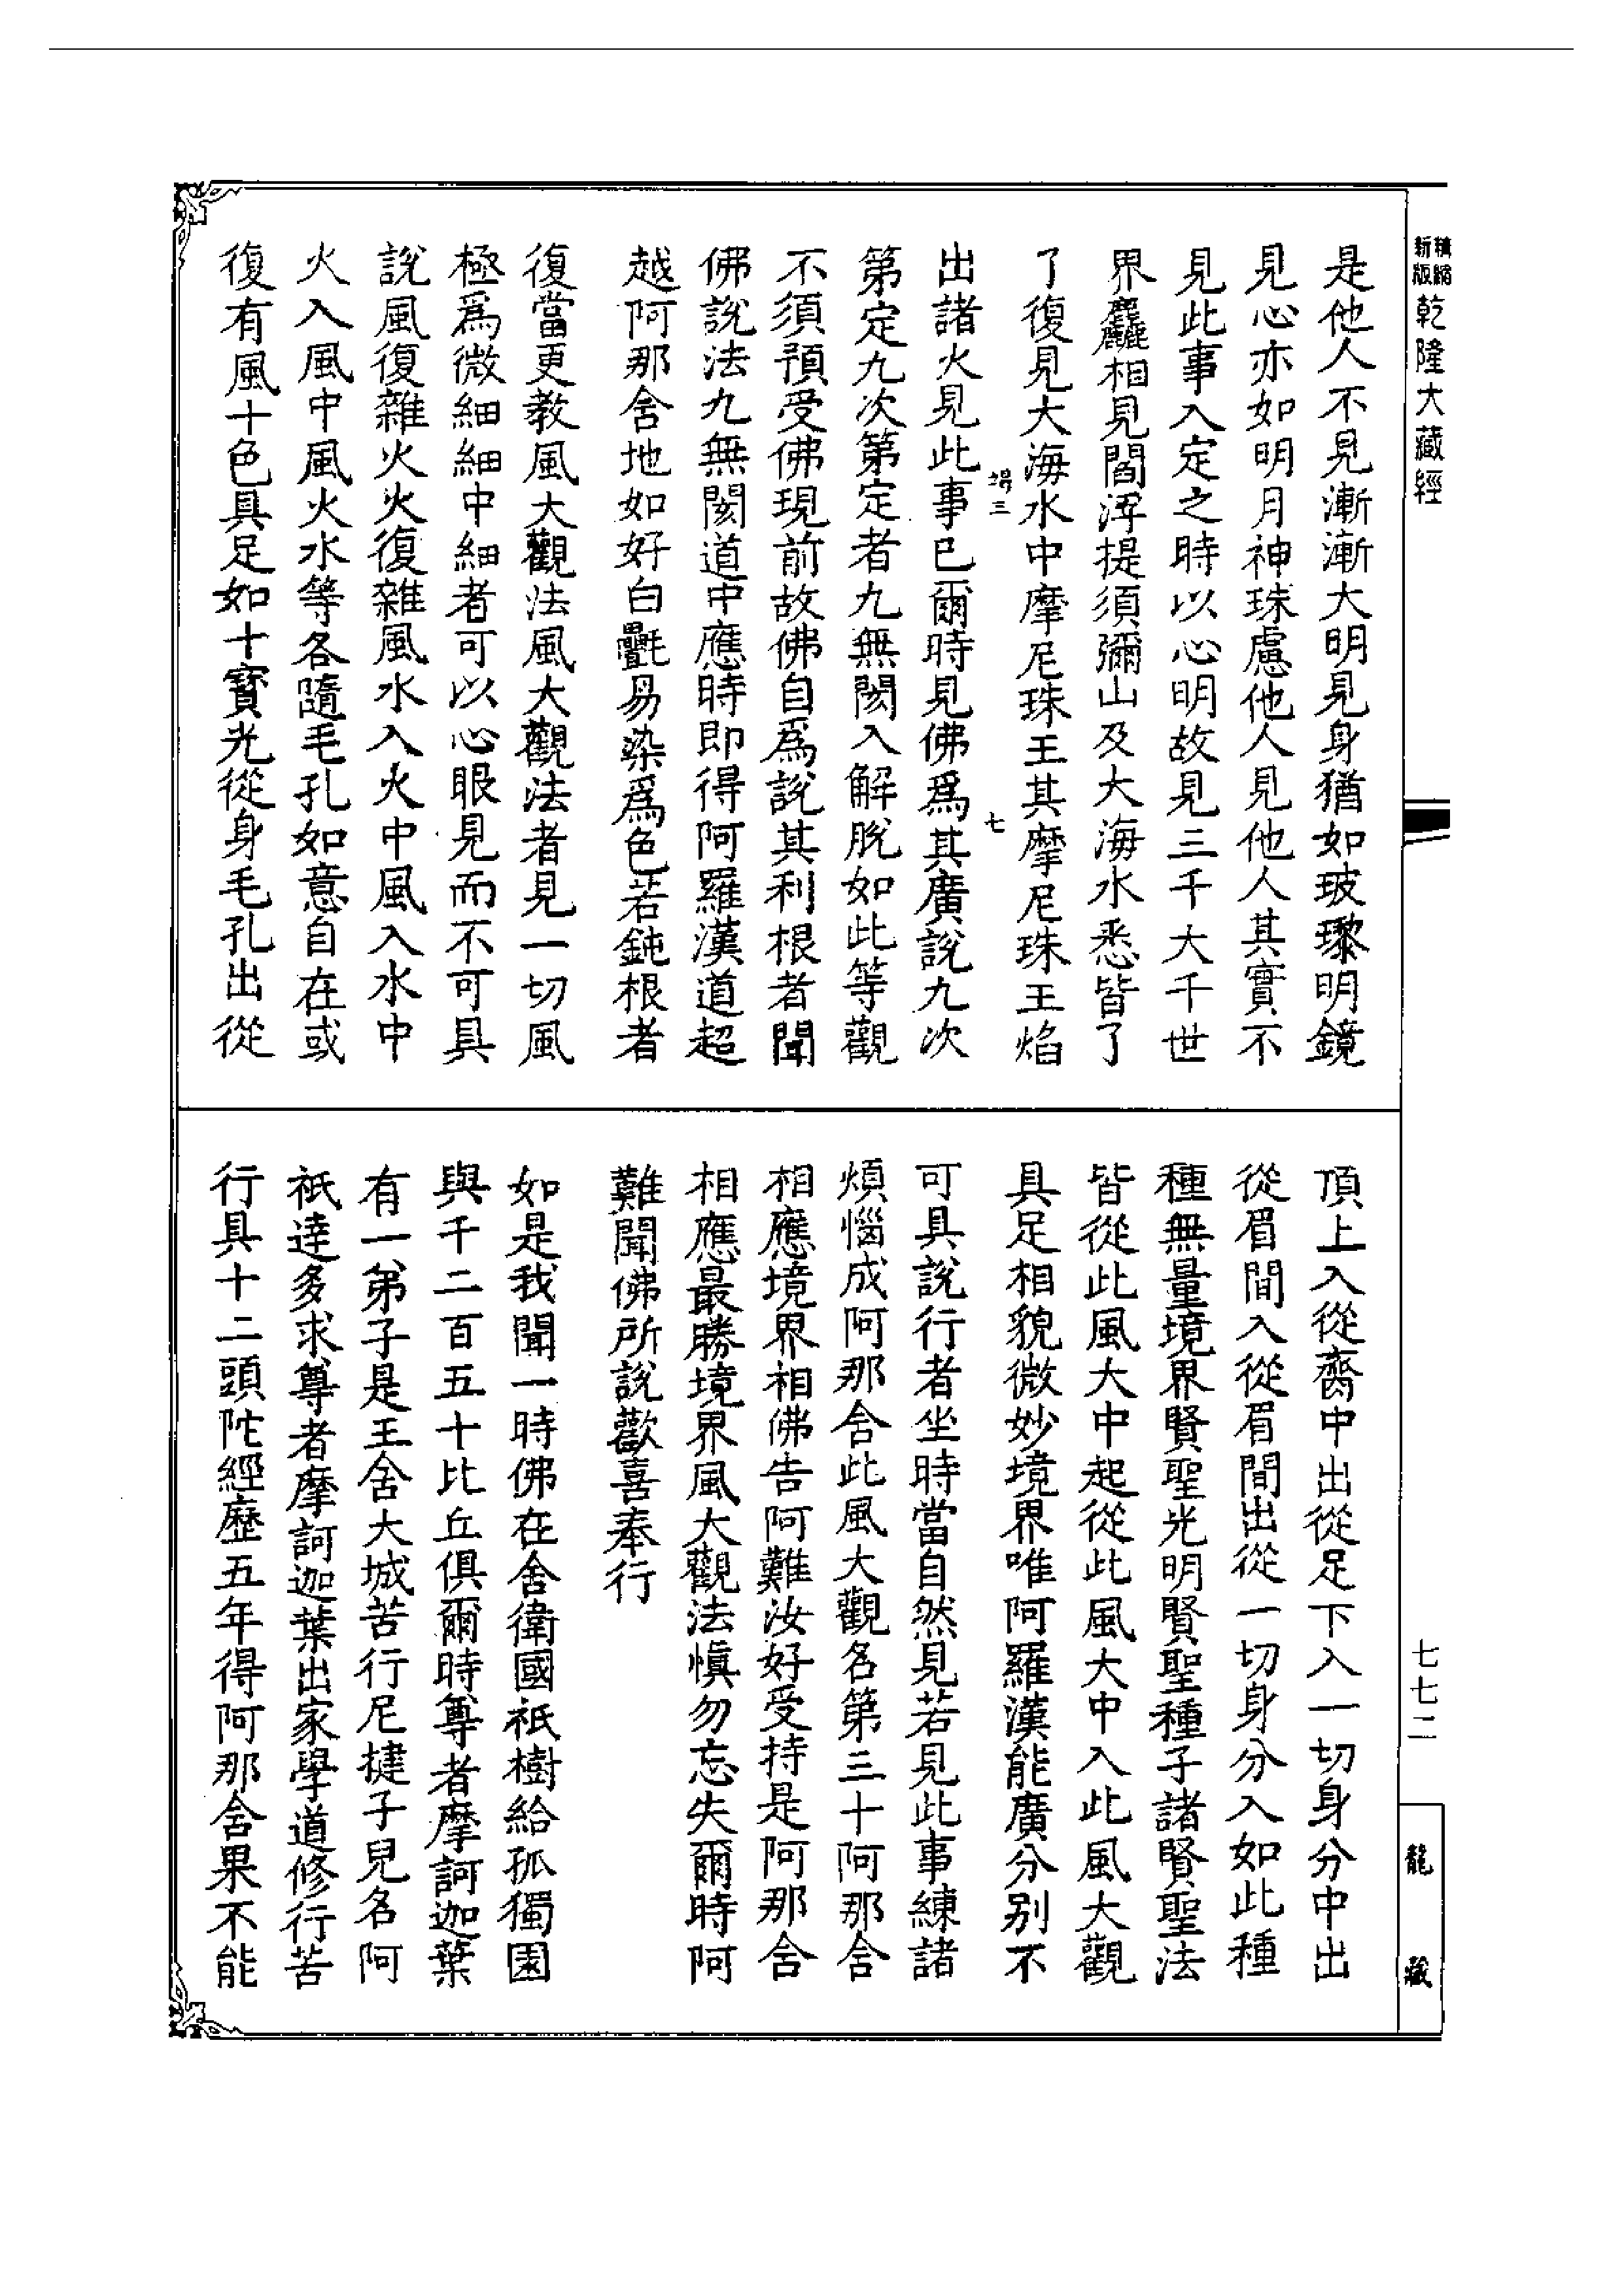 精縮新版乾隆大藏經
是他人不見漸漸大明見身猶如玻瓈明鏡
見心亦如明月神珠慮他人見他人其實不
見此事入定之時以心明故見三千大千世
界麤相見閻浮提須彌山及大海水悉皆了
了復見大海水中摩尼珠王其摩尼珠王焰
七
出諸火見此事已爾時見佛爲其廣說九次
第定九次第定者九無閡入解脫如此等觀
不須預受佛現前故佛自爲說其利根者聞
佛說法九無閡道中應時即得阿羅漢道超
越阿那含地如好白㲲易染爲色若鈍根者
復當更教風大觀法風大觀法者見一切風
極爲微細細中細者可以心眼見而不可具
說風復雜火火復雜風水入火中風入水中
火入風中風火水等各隨毛孔如意自在或
復有風十色具足如十寳光從身毛孔出從
頂上入從齎中出從足下入一切身分中出
從眉間入從眉間出從一切身分入如此種
種無量境界賢聖光明賢聖種子諸賢聖法
皆從此風大中起從此風大中入此風大觀
具足相貌微妙境界唯阿羅漢能廣分別不
可具說行者坐時當自然見若見此事練諸
煩惱成阿那含此風大觀名第三十阿那含
相應境界相佛告阿難汝好受持是阿那含
相應最勝境界風大觀法愼勿忘失爾時阿
難聞佛所說歡喜奉行
如是我聞一時佛在舍衛國祇樹給孤獨園
與千二百五十比丘俱爾時尊者摩訶迦葉
有一弟子是王舍大城苦行尼揵子兒名阿
祇達多求尊者摩訶迦葉出家學道修行苦
行具十二頭陀經歷五年得阿那含果不能
七七二
龍藏